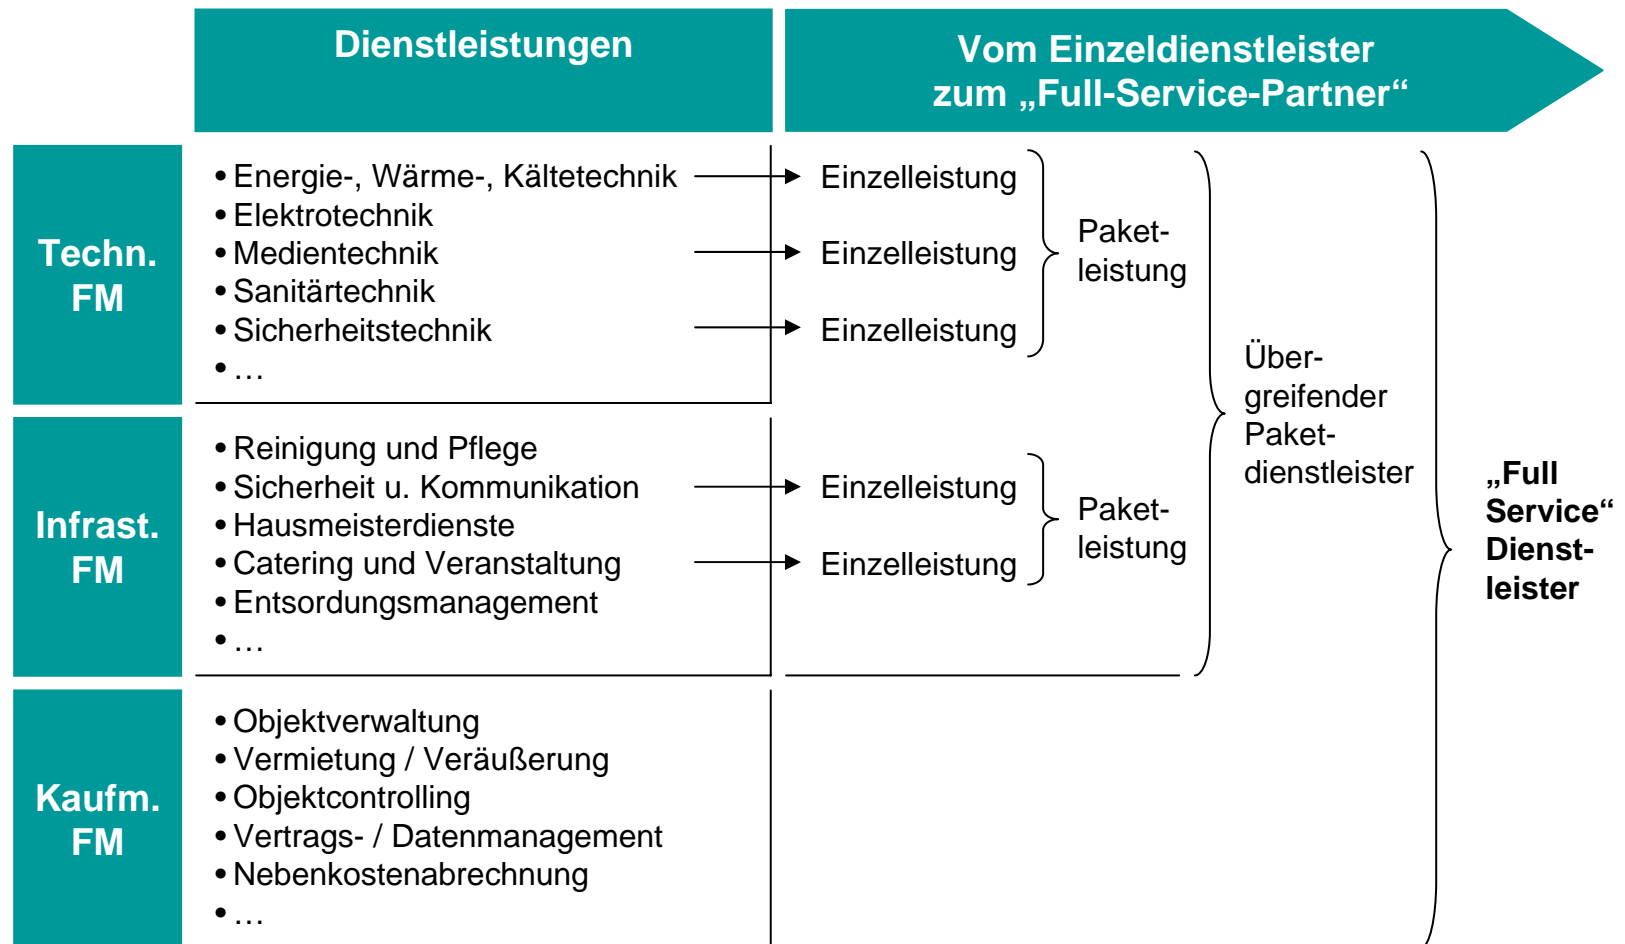 Dienstleistungen
Vom Einzeldienstleister
zum „Full-Service-Partner“
Techn.
FM
• Energie-, Wärme-, Kältetechnik
• Elektrotechnik
• Medientechnik
• Sanitärtechnik
• Sicherheitstechnik
• …
Einzelleistung
Einzelleistung
Einzelleistung
Paket-
leistung
Infrast.
FM
• Reinigung und Pflege
• Sicherheit u. Kommunikation
• Hausmeisterdienste
• Catering und Veranstaltung
• Entsordungsmanagement
• …
Einzelleistung
Einzelleistung
Paket-
leistung
Über-
greifender
Paket-
dienstleister
„Full
Service“
Dienst-
leister
Kaufm.
FM
• Objektverwaltung
• Vermietung / Veräußerung
• Objektcontrolling
• Vertrags- / Datenmanagement
• Nebenkostenabrechnung
• …